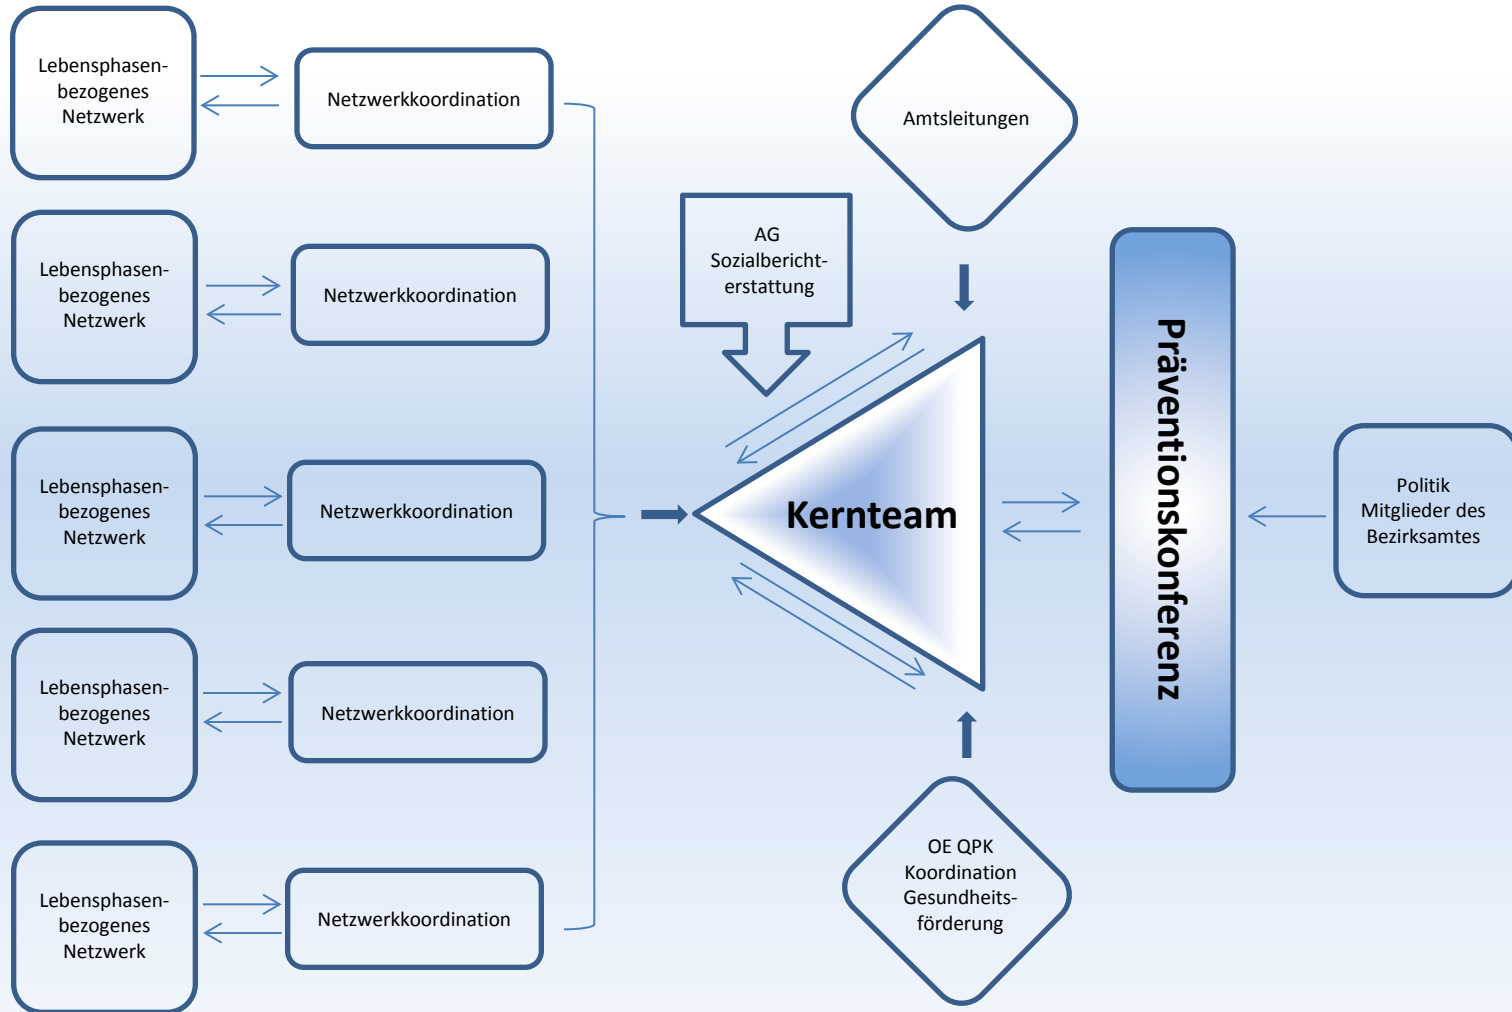 Lebensphasen-
bezogenes
Netzwerk
Netzwerkkoordination
Lebensphasen-
bezogenes
Netzwerk
Netzwerkkoordination
Lebensphasen-
bezogenes
Netzwerk
Netzwerkkoordination
Lebensphasen-
bezogenes
Netzwerk
Netzwerkkoordination
Lebensphasen-
bezogenes
Netzwerk
Netzwerkkoordination
AG
Sozialbericht-
erstattung
Amtsleitungen
Kernteam
OE QPK
Koordination
Gesundheits-
förderung
Präventionskonferenz
Politik
Mitglieder des
Bezirksamtes